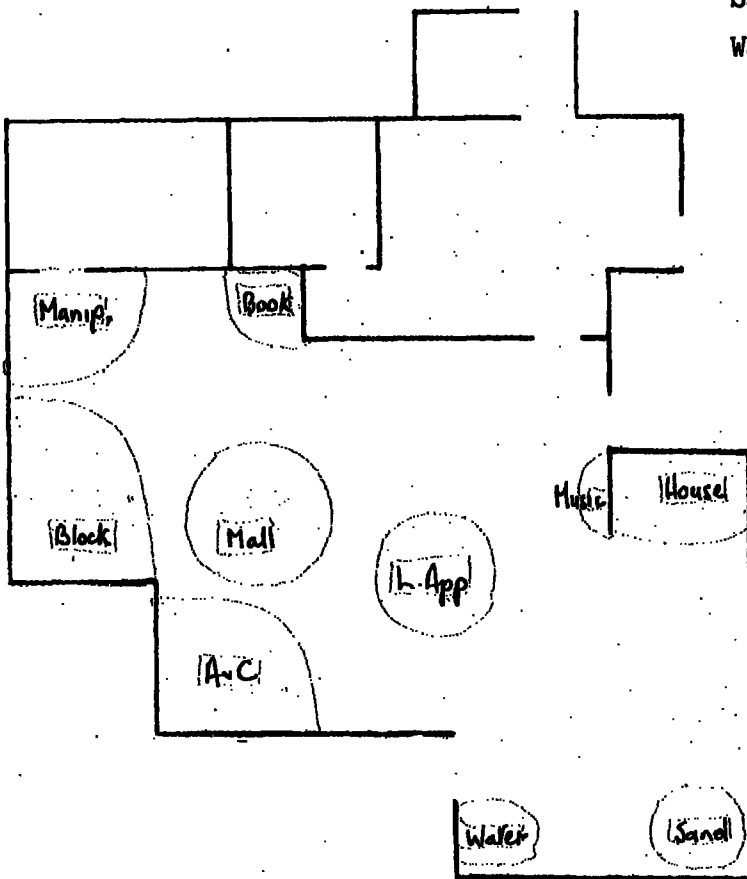 W
Manip.
Book
Music
House
Block
Mall
L.App
A~C
Water
Sand